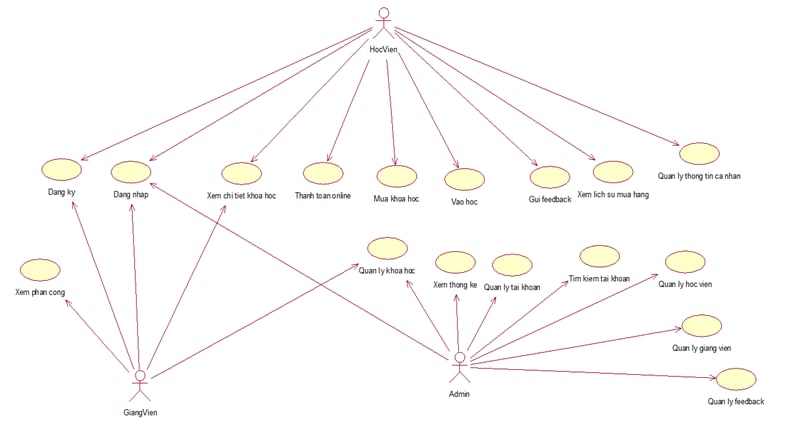 HocVien
Quan ly thong tin ca nhan
Dang ky
Dang nhap
Xem chi tiet khoa hoc
Thanh toan online
Mua khoa hoc
Vao hoc
Gui feedback
Xem lich su mua hang
Xem phan cong
Quan ly khoa hoc
Xem thong ke
Quan ly tai khoan
Tim kiem tai khoan
Quan ly hoc vien
Quan ly giang vien
Admin
Quan ly feedback
GiangVien